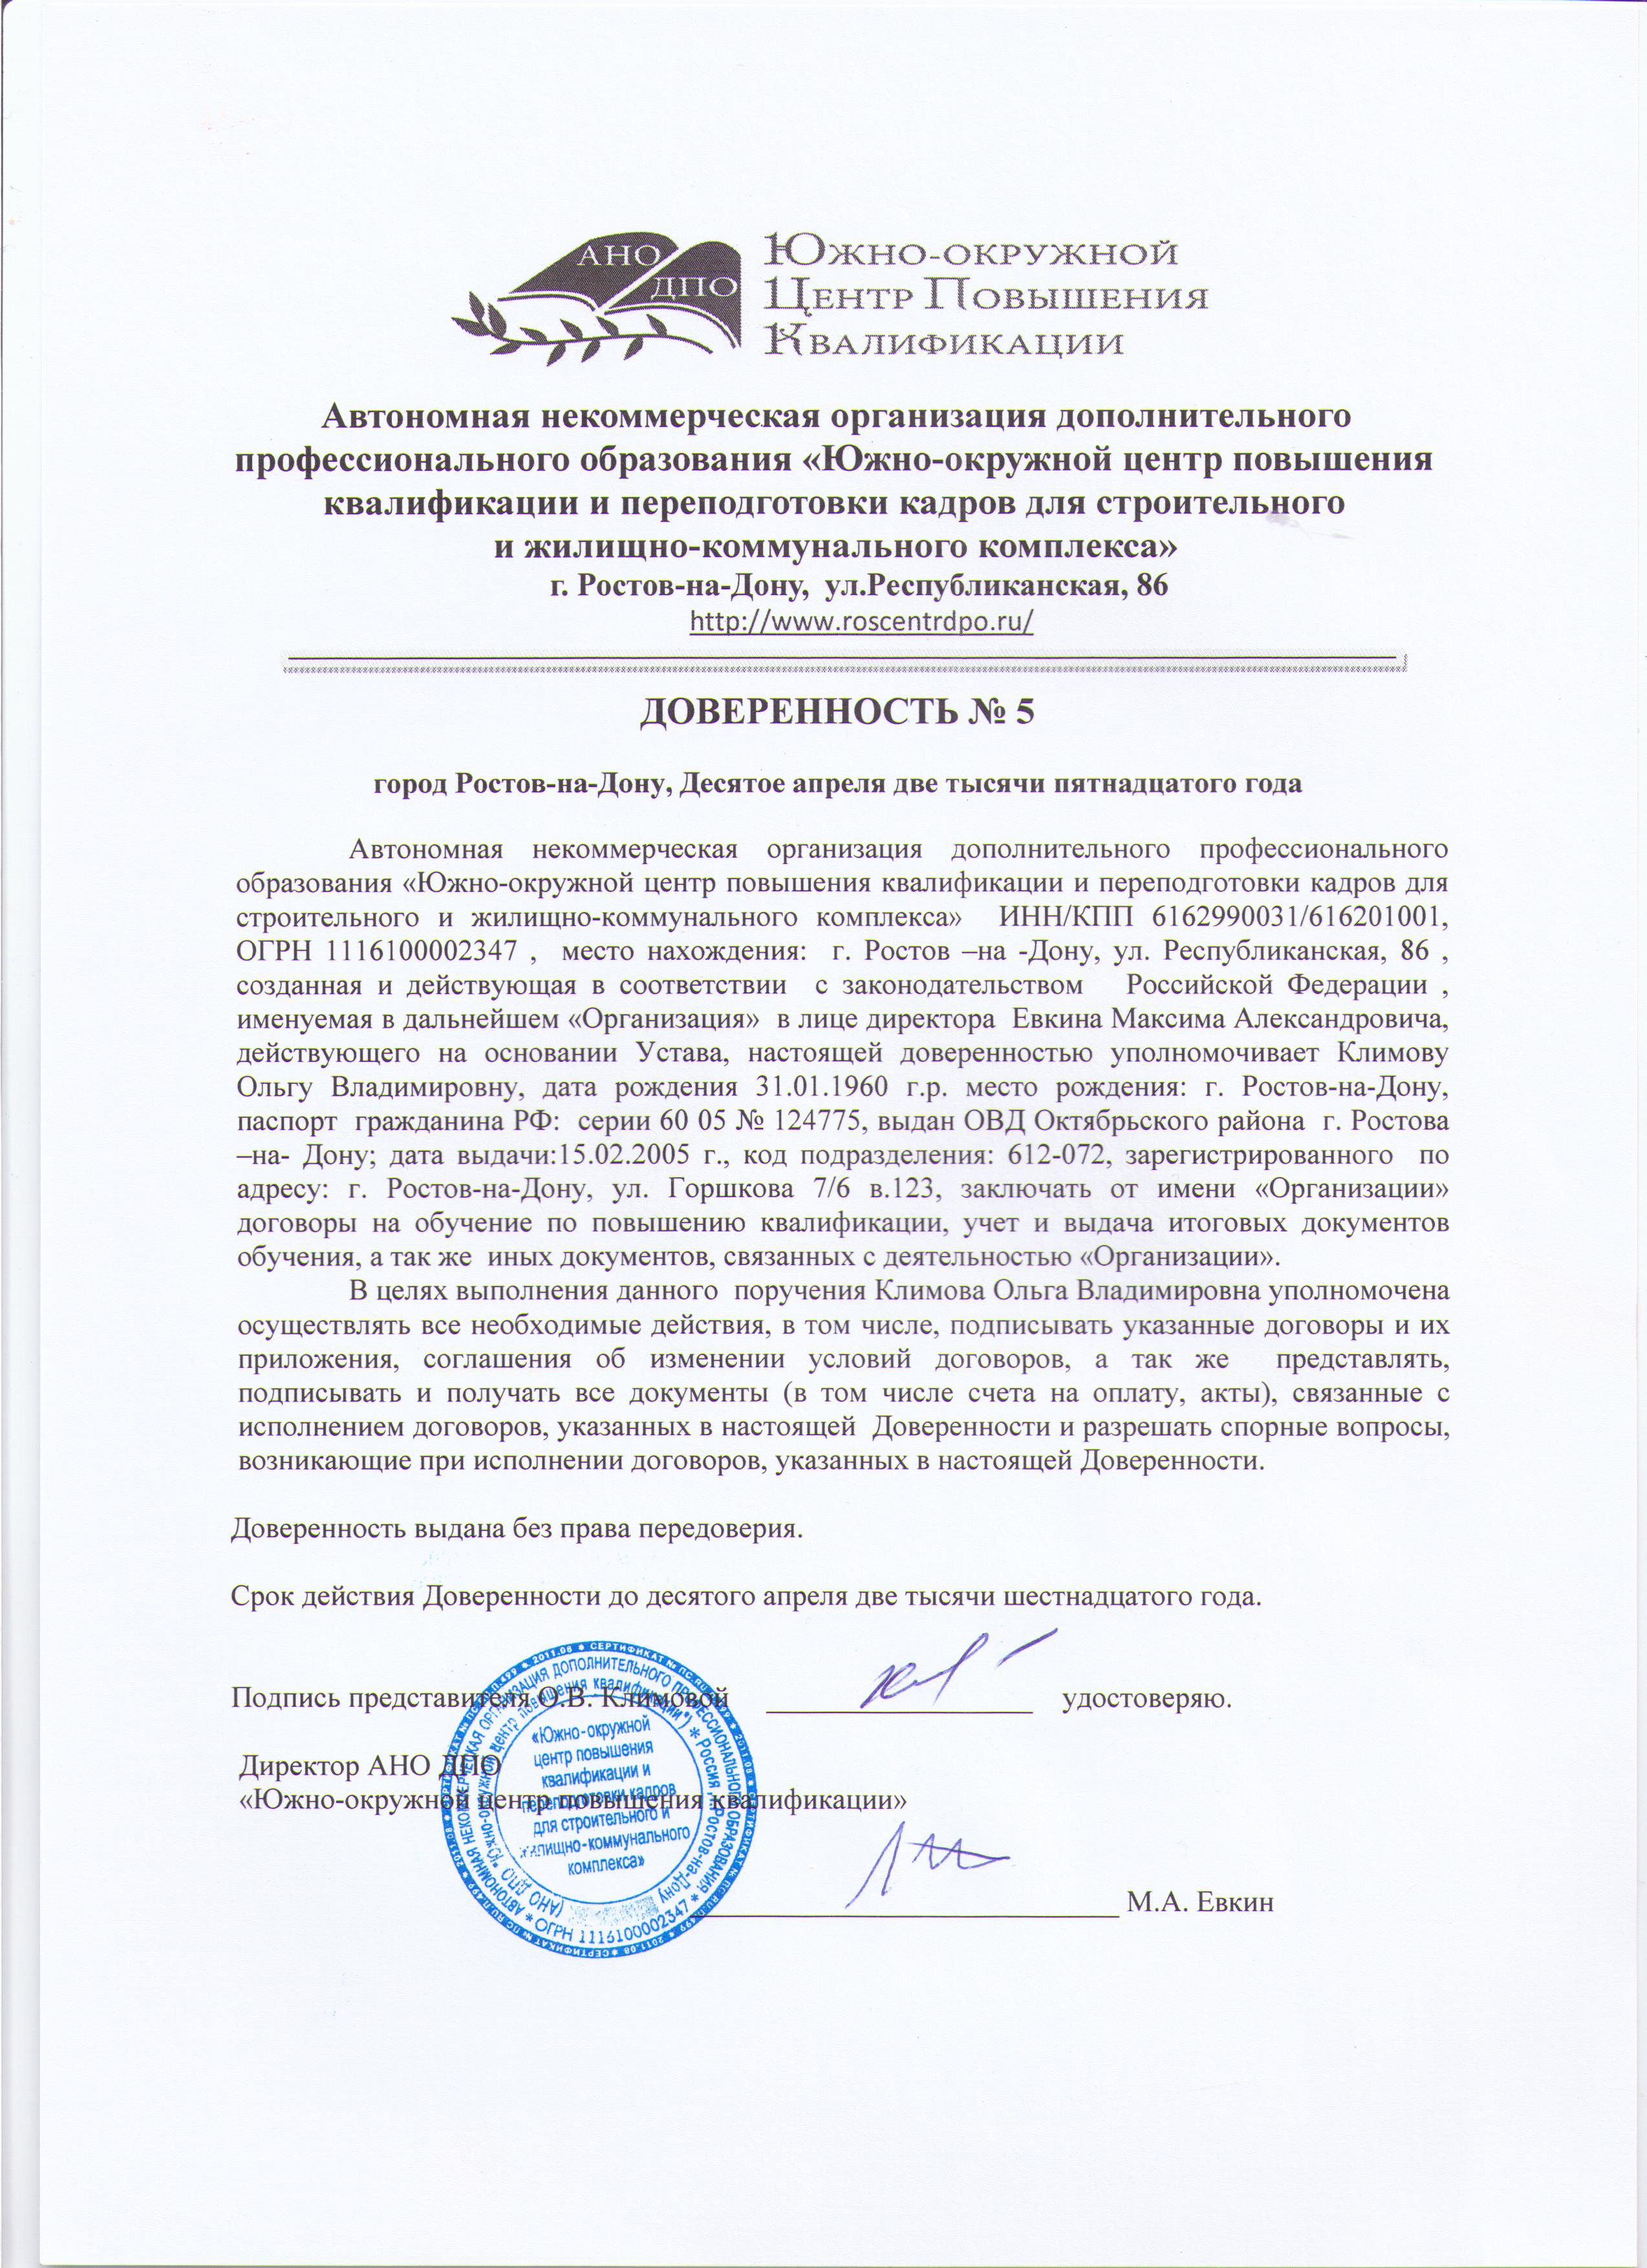 АНО
ДПО
Южно-окружной
Центр Повышения
Квалификации
Автономная некоммерческая организация дополнительного
профессионального образования «Южно-окружной центр повышения
квалификации и переподготовки кадров для строительного
и жилищно-коммунального комплекса»
г. Ростов-на-Дону, ул.Республиканская, 86
http://www.roscentrdpo.ru/
ДОВЕРЕННОСТЬ № 5
город Ростов-на-Дону, Десятое апреля две тысячи пятнадцатого года
Автономная некоммерческая организация дополнительного профессионального
образования «Южно-окружной центр повышения квалификации и переподготовки кадров для
строительного и жилищно-коммунального комплекса» ИНН/КПП 6162990031/616201001,
ОГРН 1116100002347 , место нахождения: г. Ростов –на -Дону, ул. Республиканская, 86 ,
созданная и действующая в соответствии с законодательством Российской Федерации ,
именуемая в дальнейшем «Организация» в лице директора Евкина Максима Александровича,
действующего на основании Устава, настоящей доверенностью уполномочивает Климову
Ольгу Владимировну, дата рождения 31.01.1960 г.р. место рождения: г. Ростов-на-Дону,
паспорт гражданина РФ: серии 60 05 № 124775, выдан ОВД Октябрьского района г. Ростова
–на- Дону; дата выдачи:15.02.2005 г., код подразделения: 612-072, зарегистрированного по
адресу: г. Ростов-на-Дону, ул. Горшкова 7/6 в.123, заключать от имени «Организации»
договоры на обучение по повышению квалификации, учет и выдача итоговых документов
обучения, а так же иных документов, связанных с деятельностью «Организации».
В целях выполнения данного поручения Климова Ольга Владимировна уполномочена
осуществлять все необходимые действия, в том числе, подписывать указанные договоры и их
приложения, соглашения об изменении условий договоров, а так же представлять,
подписывать и получать все документы (в том числе счета на оплату, акты), связанные с
исполнением договоров, указанных в настоящей Доверенности и разрешать спорные вопросы,
возникающие при исполнении договоров, указанных в настоящей Доверенности.
Доверенность выдана без права передоверия.
Срок действия Доверенности до десятого апреля две тысячи шестнадцатого года.
Подпись представителя О.В. Климовой удостоверяю.
Директор АНО ДПО
«Южно-окружной центр повышения квалификации»
М.А. Евкин
«Южно-окружной
центр повышения
квалификации и
переподготовки кадров
для строительного и
жилищно-коммунального
комплекса»
АВТОНОМНАЯ НЕКОММЕРЧЕСКАЯ ОРГАНИЗАЦИЯ ДОПОЛНИТЕЛЬНОГО ПРОФЕССИОНАЛЬНОГО ОБРАЗОВАНИЯ * ОГРН 1116100002347 *
(АНО ДПО "Южно-окружной центр повышения квалификации") * Россия г. Ростов-на-Дону